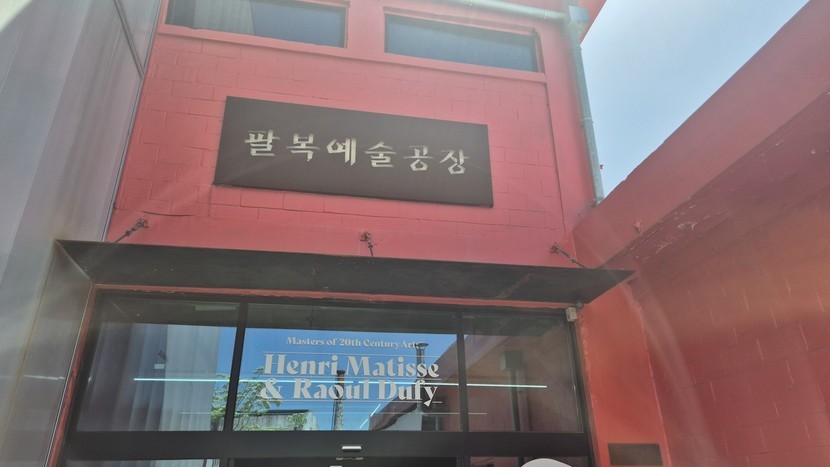 팔복예술공장
Masters of 20th Century Art:
Henri Matisse
& Raoul Dufy